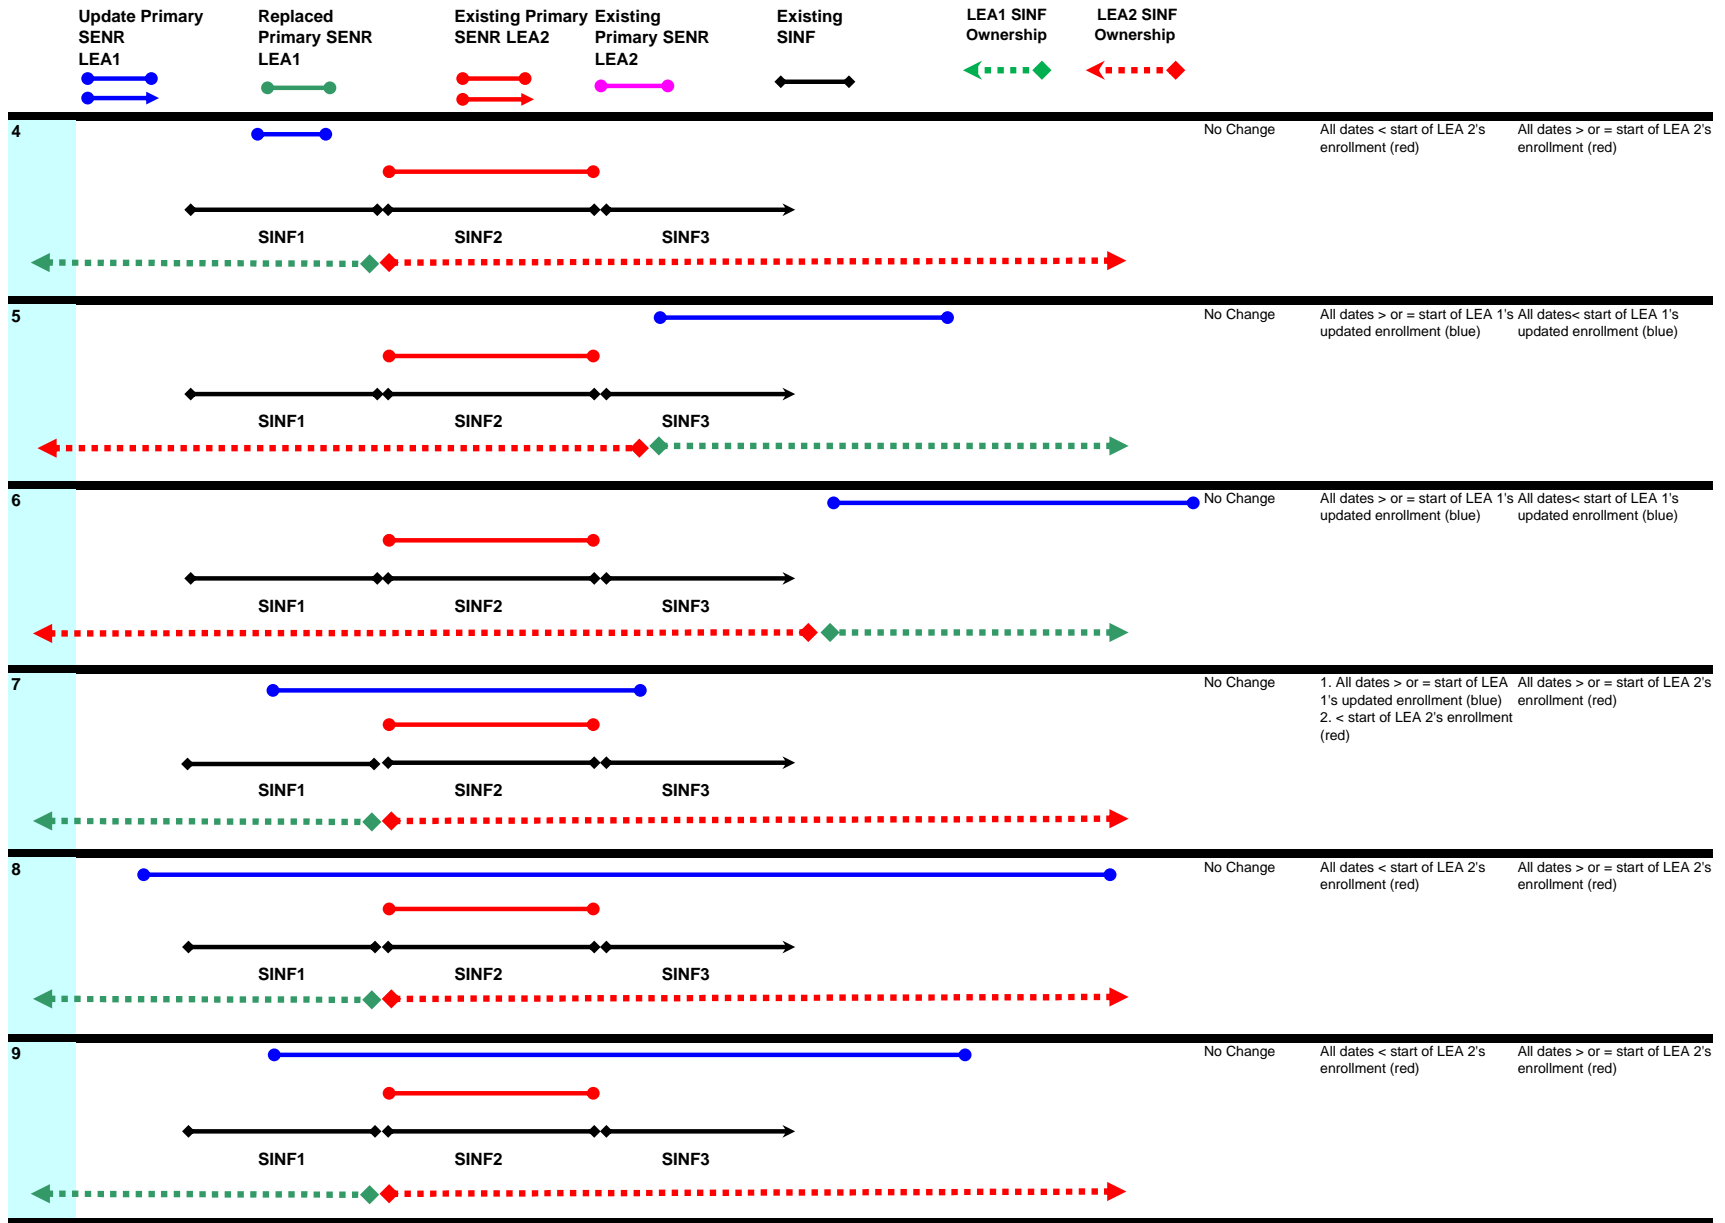 Update Primary
SENR
LEA1
Replaced
Primary SENR
LEA1
Existing Primary
SENR LEA2
Existing
Primary SENR
LEA2
Existing
SINF
LEA1 SINF
Ownership
LEA2 SINF
Ownership
4
No Change
All dates < start of LEA 2's
enrollment (red)
All dates > or = start of LEA 2's
enrollment (red)
SINF1
SINF2
SINF3
5
No Change
All dates > or = start of LEA 1's
updated enrollment (blue)
All dates< start of LEA 1's
updated enrollment (blue)
SINF1
SINF2
SINF3
6
No Change
All dates > or = start of LEA 1's
updated enrollment (blue)
All dates< start of LEA 1's
updated enrollment (blue)
SINF1
SINF2
SINF3
7
No Change
1. All dates > or = start of LEA
1's updated enrollment (blue)
2. < start of LEA 2's enrollment
(red)
All dates > or = start of LEA 2's
enrollment (red)
SINF1
SINF2
SINF3
8
No Change
All dates < start of LEA 2's
enrollment (red)
All dates > or = start of LEA 2's
enrollment (red)
SINF1
SINF2
SINF3
9
No Change
All dates < start of LEA 2's
enrollment (red)
All dates > or = start of LEA 2's
enrollment (red)
SINF1
SINF2
SINF3